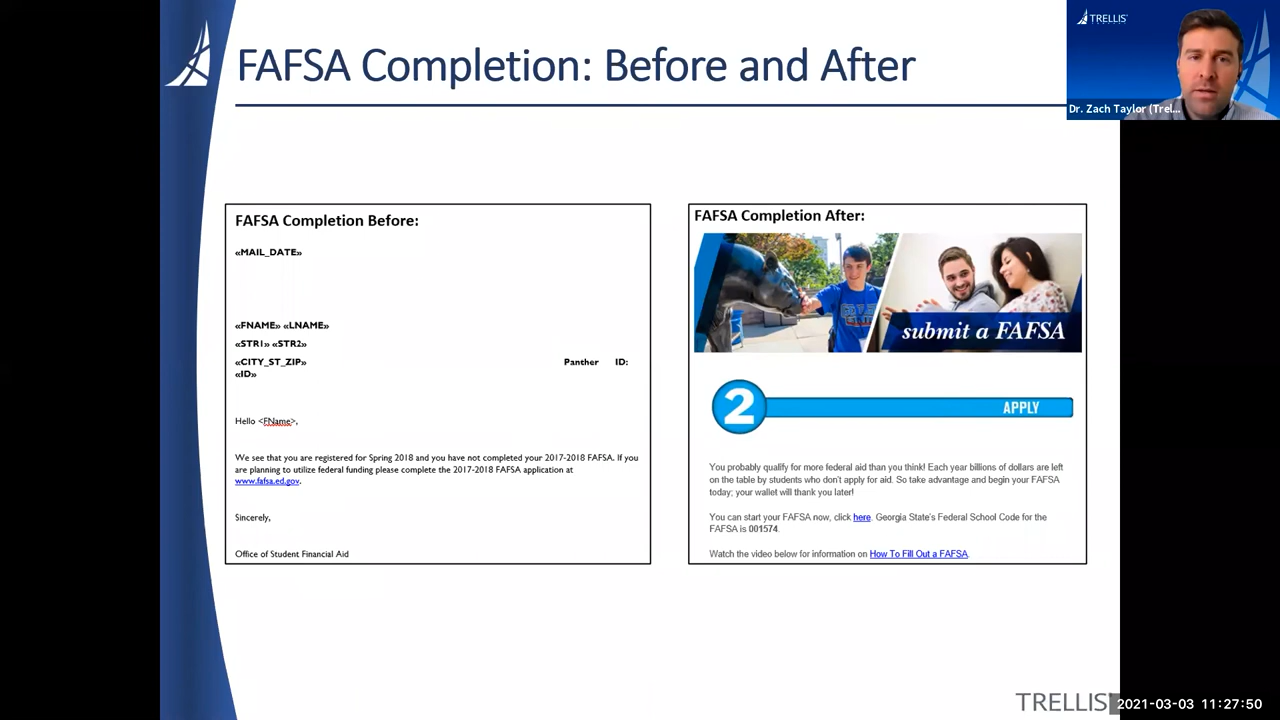 FAFSA Completion: Before and After
TRELLIS
Dr. Zach Taylor (Trel...
FAFSA Completion Before:
«MAIL_DATE»
«FNAME» «LNAME»
«STR1» «STR2»
«CITY_ST_ZIP» Panther ID:
«ID»
Hello <FName>,
We see that you are registered for Spring 2018 and you have not completed your 2017-2018 FAFSA. If you
are planning to utilize federal funding please complete the 2017-2018 FAFSA application at
www.fafsa.ed.gov.
Sincerely,
Office of Student Financial Aid
FAFSA Completion After:
submit a FAFSA
2
APPLY
You probably qualify for more federal aid than you think! Each year billions of dollars are left
on the table by students who don't apply for aid. So take advantage and begin your FAFSA
today; your wallet will thank you later!
You can start your FAFSA now, click here. Georgia State's Federal School Code for the
FAFSA is 001574.
Watch the video below for information on How To Fill Out a FAFSA.
TRELLIS
2021-03-03 11:27:50